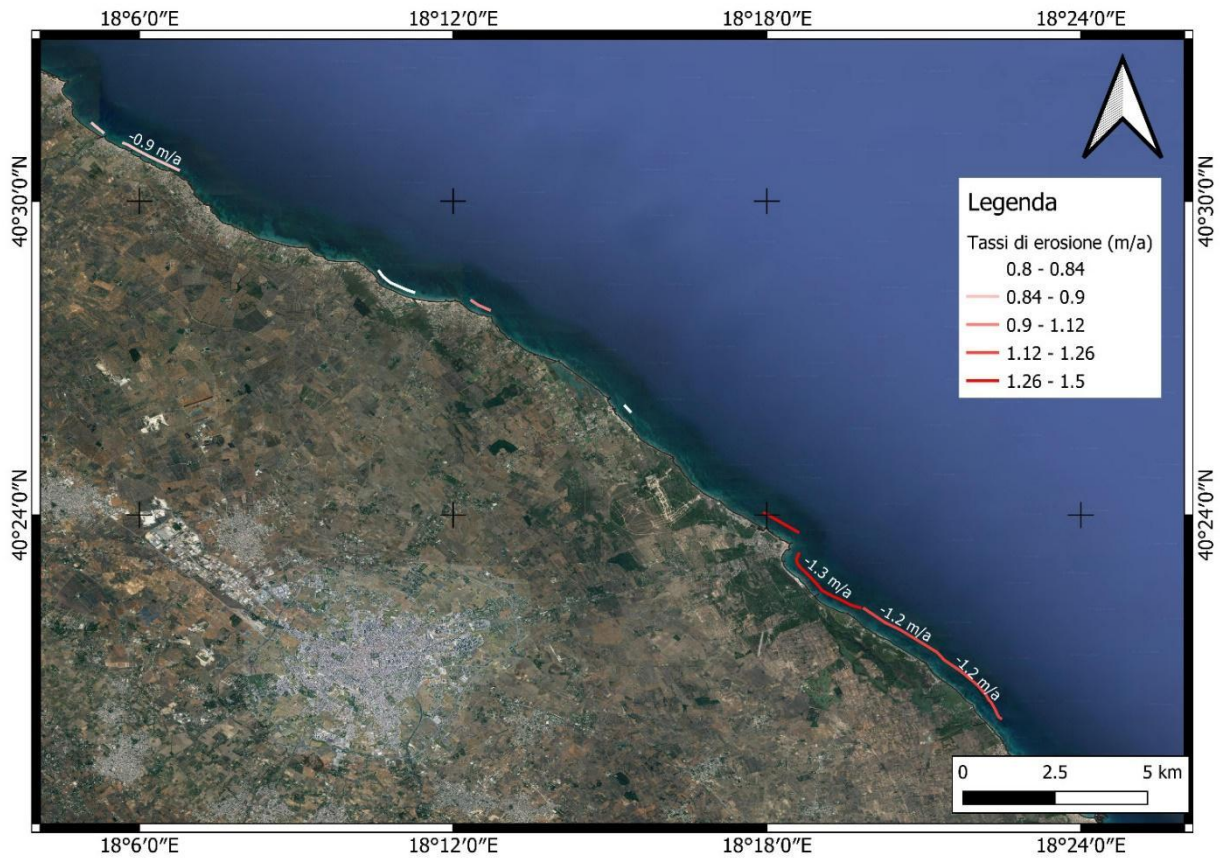 18°6′0″E 18°12′0″E 18°18′0″E 18°24′0″E
-0.9 m/a
40°30′0″N 40°30′0″N
Legenda
Tassi di erosione (m/a)
0.8 - 0.84
0.84 - 0.9
0.9 - 1.12
1.12 - 1.26
1.26 - 1.5
40°24′0″N 40°24′0″N
-1.3 m/a
-1.2 m/a
-1.2 m/a
0 2.5 5 km
18°6′0″E 18°12′0″E 18°18′0″E 18°24′0″E